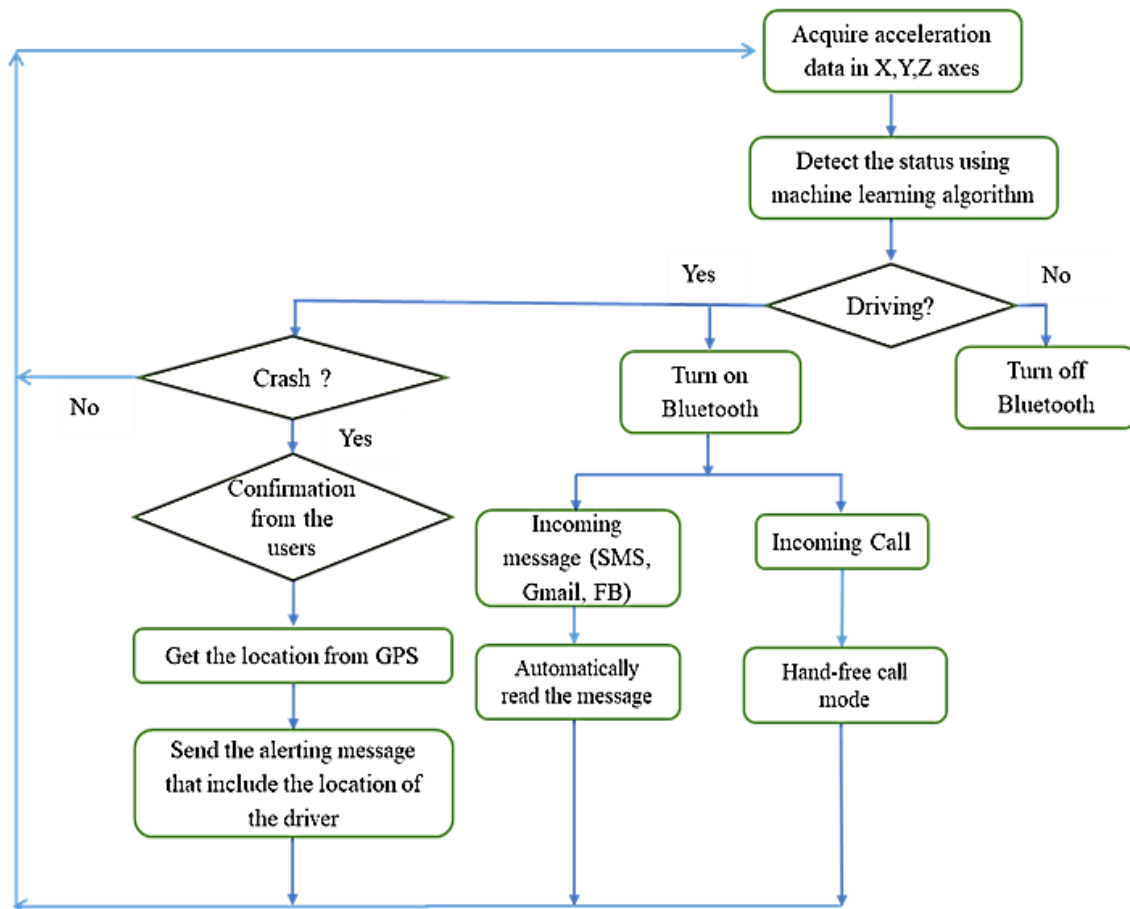 Acquire acceleration
data in X,Y,Z axes
Detect the status using
machine learning algorithm
Yes
No
Driving?
Crash ?
Turn on
Bluetooth
Turn off
Bluetooth
No
Yes
Confirmation
from the
users
Incoming
message (SMS,
Gmail, FB)
Incoming Call
Get the location from GPS
Automatically
read the message
Hand-free call
mode
Send the alerting message
that include the location of
the driver